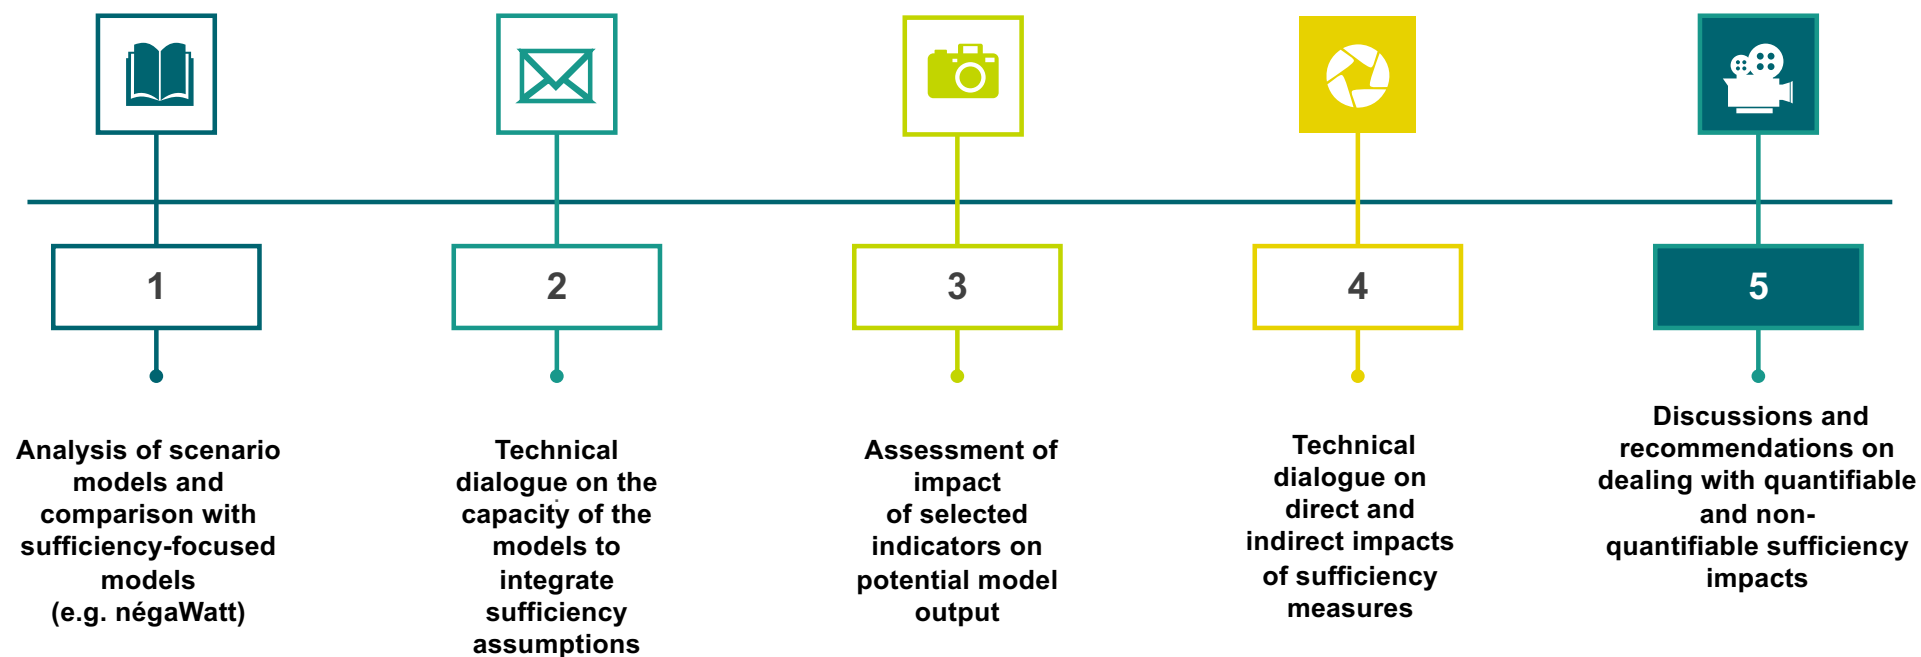 1
2
3
4
5
Analysis of scenario
models and
comparison with
sufficiency-focused
models
(e.g. négaWatt)
Technical
dialogue on the
capacity of the
models to
integrate
sufficiency
assumptions
Assessment of
impact
of selected
indicators on
potential model
output
Technical
dialogue on
direct and
indirect impacts
of sufficiency
measures
Discussions and
recommendations on
dealing with quantifiable
and non-
quantifiable sufficiency
impacts